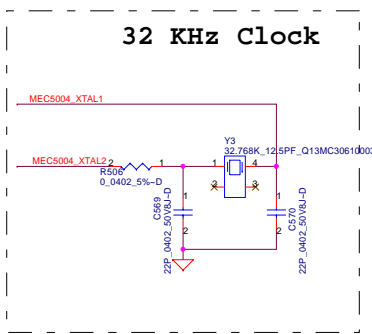 32 KHz Clock
MEC5004_XTAL1
Y3
32.768K_12.5PF_Q13MC3061000
MEC5004_XTAL2
2
1
1
4
R506
0_0402_5%~D
2
3
1
C569
22P_0402_50V8J~D
2
1
C570
22P_0402_50V8J~D
2